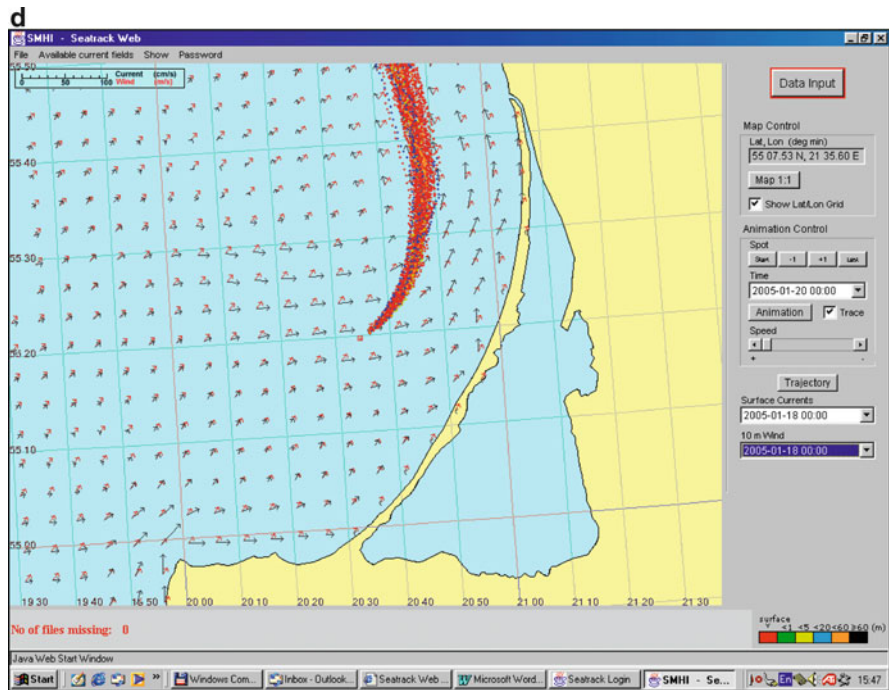 d
SMHI - Seatrack Web
File Available current fields Show Password
Current (cm/s)
Wind (m/s)
0 50 100
55.50
55.40
55.30
55.20
55.10
55.00
19 30 19 40 16 50 20 00 20 10 20 20 20 30 20 40 20 50 21 00 21 10 21 20 21 30
Data Input
Map Control
Lat, Lon (deg min)
55 07.53 N, 21 35.60 E
Map 1:1
Show Lat/Lon Grid
Animation Control
Spot
Start -1 +1 Last
Time
2005-01-20 00:00
Animation Trace
Speed
+ -
Trajectory
Surface Currents
2005-01-18 00:00
10 m Wind
2005-01-18 00:00
No of files missing: 0
surface
<1 <5 <20 <60 >60 (m)
Java Web Start Window
Start » Windows Com... Inbox - Outlook... Seatrack Web ... Microsoft Word... Seatrack Login SMHI - Se... En 15:47